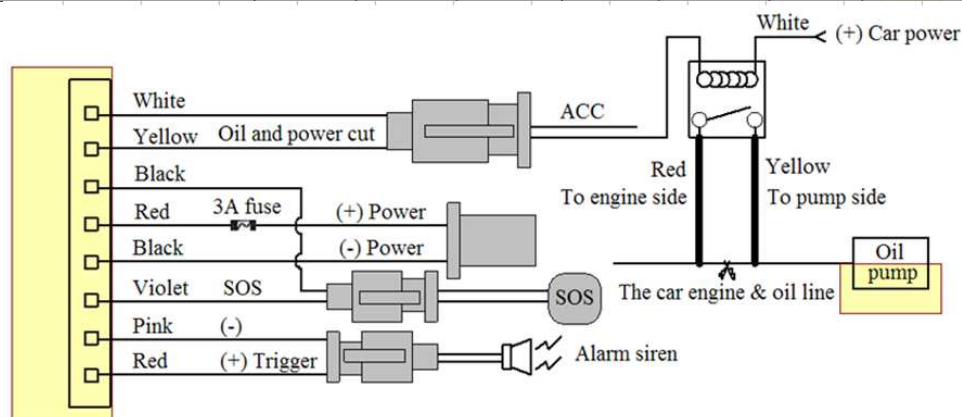 White
(+) Car power
White
ACC
Yellow
Oil and power cut
Black
Red
To engine side
Yellow
To pump side
Red
3A fuse
(+) Power
Black
(-) Power
Oil
pump
Violet
SOS
SOS
The car engine & oil line
Pink
(-)
Red
(+) Trigger
Alarm siren